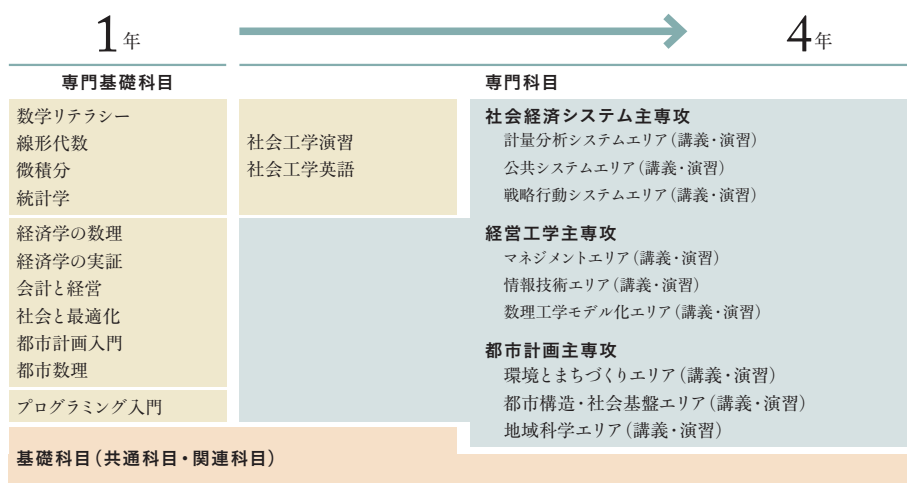 1年
4年
専門基礎科目
数学リテラシー
線形代数
微積分
統計学
経済学の数理
経済学の実証
会計と経営
社会と最適化
都市計画入門
都市数理
プログラミング入門
社会工学演習
社会工学英語
専門科目
社会経済システム主専攻
計量分析システムエリア(講義・演習)
公共システムエリア(講義・演習)
戦略行動システムエリア(講義・演習)
経営工学主専攻
マネジメントエリア(講義・演習)
情報技術エリア(講義・演習)
数理工学モデル化エリア(講義・演習)
都市計画主専攻
環境とまちづくりエリア(講義・演習)
都市構造・社会基盤エリア(講義・演習)
地域科学エリア(講義・演習)
基礎科目(共通科目・関連科目)